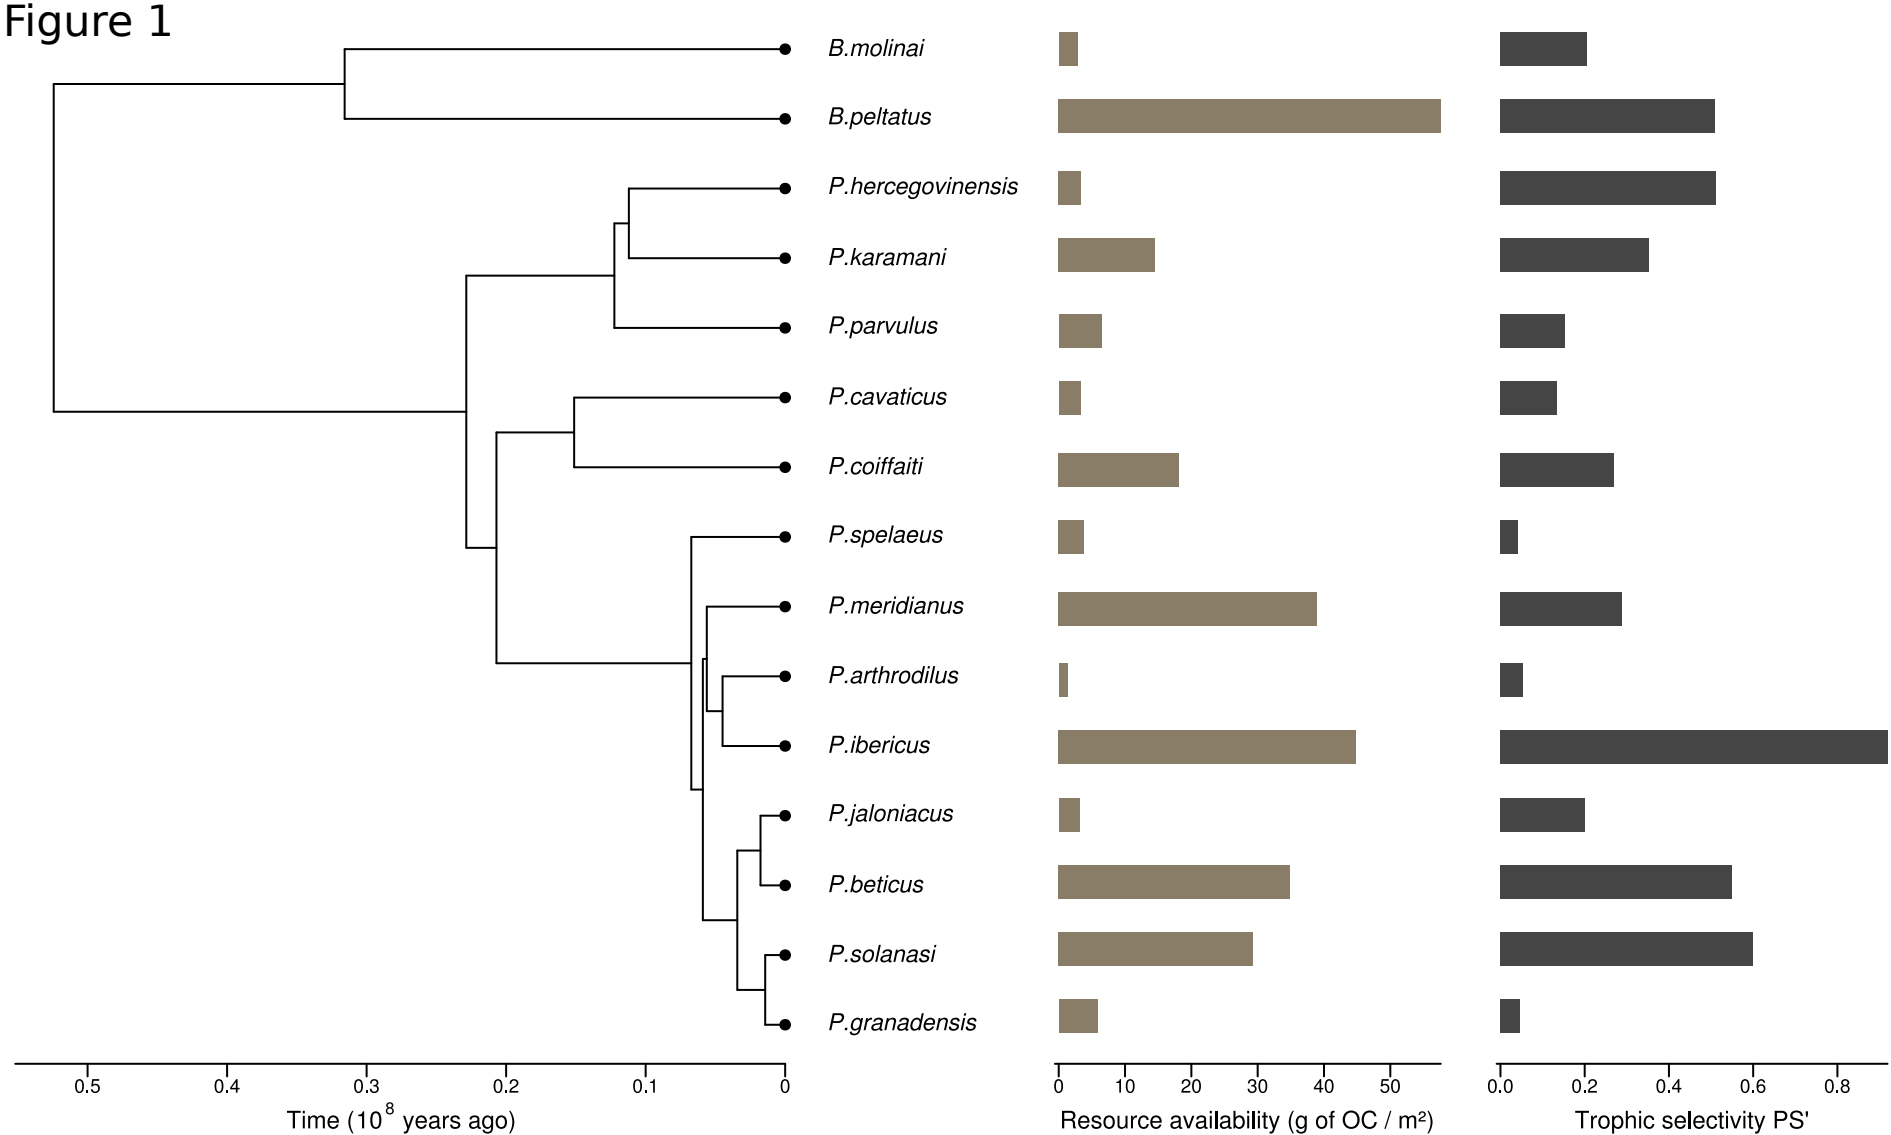 Figure 1
B.molinai
B.peltatus
P.hercegovinensis
P.karamani
P.parvulus
P.cavaticus
P.coiffaiti
P.spelaeus
P.meridianus
P.arthrodilus
P.ibericus
P.jaloniacus
P.beticus
P.solanasi
P.granadensis
0.5 0.4 0.3 0.2 0.1 0
Time (10⁸ years ago)
0 10 20 30 40 50
Resource availability (g of OC / m²)
0.0 0.2 0.4 0.6 0.8
Trophic selectivity PS'